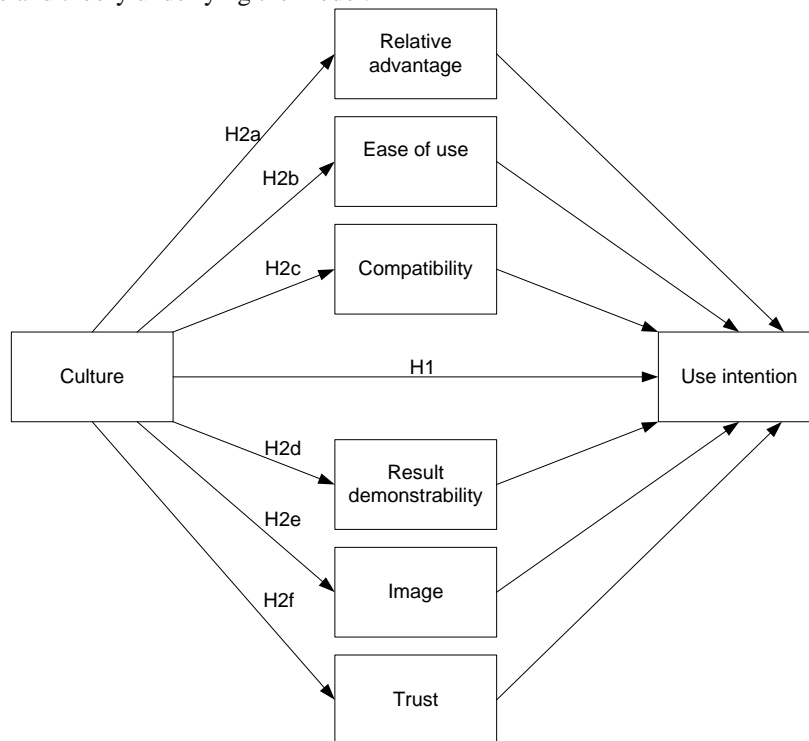 Relative
advantage
H2a
Ease of use
H2b
H2c
Compatibility
Culture
H1
Use intention
H2d
Result
demonstrability
H2e
Image
H2f
Trust